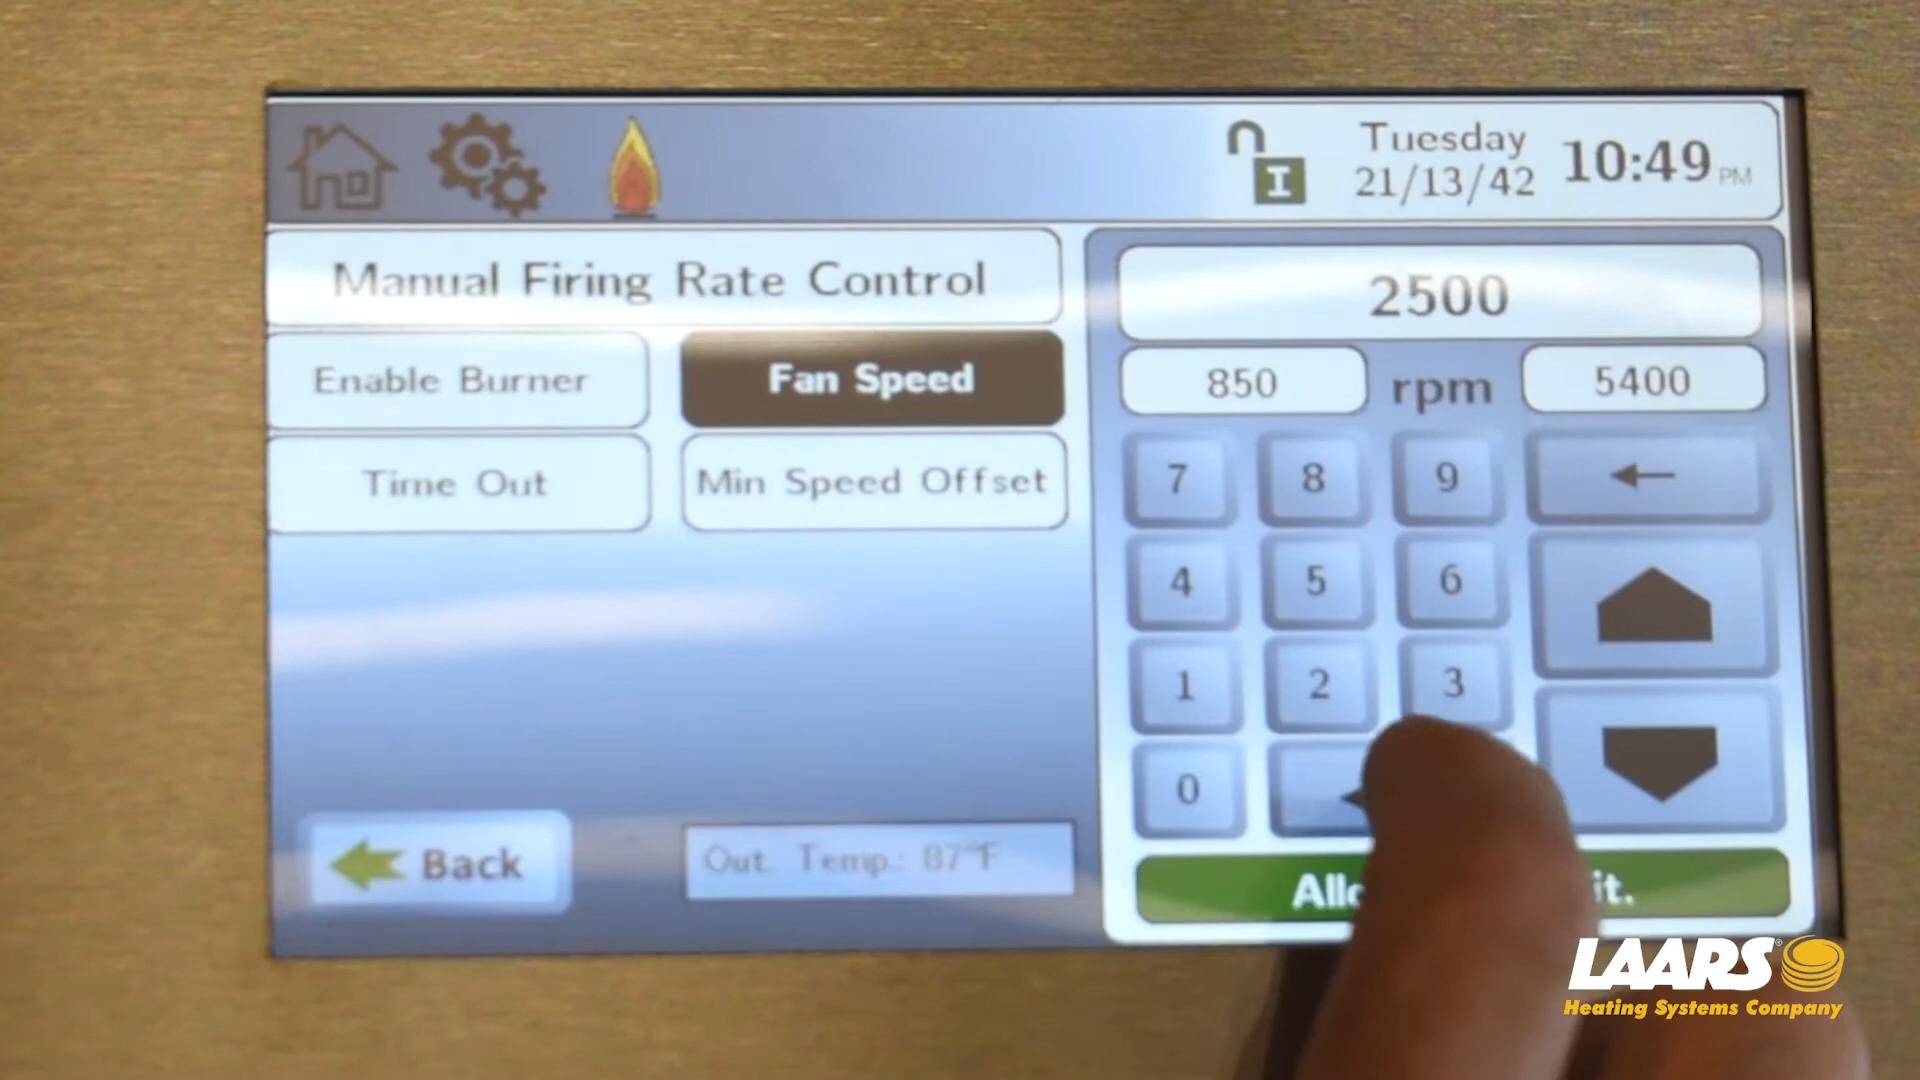 I
Tuesday
21/13/42
10:49 PM
Manual Firing Rate Control
2500
Enable Burner
Fan Speed
850 rpm 5400
Time Out
Min Speed Offset
7 8 9
4 5 6
1 2 3
0
Back
Out. Temp.: 87°F
it.
LAARS®
Heating Systems Company